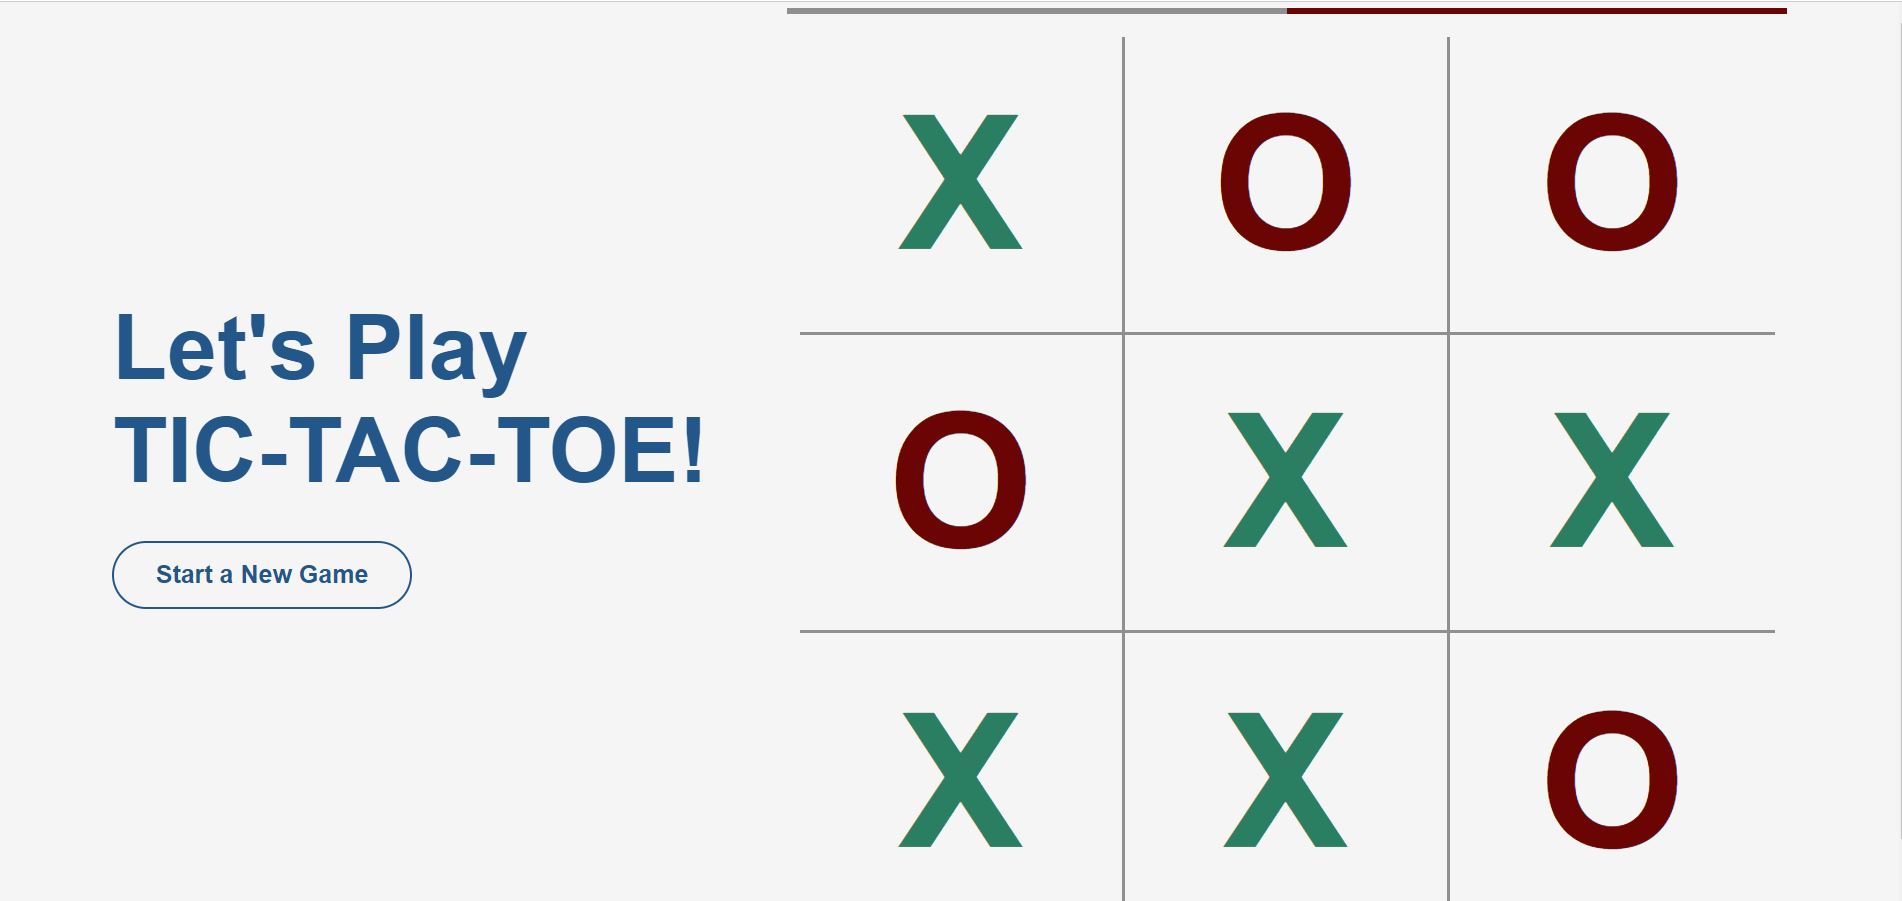 Let's Play
TIC-TAC-TOE!
Start a New Game
X O O
O X X
X X O